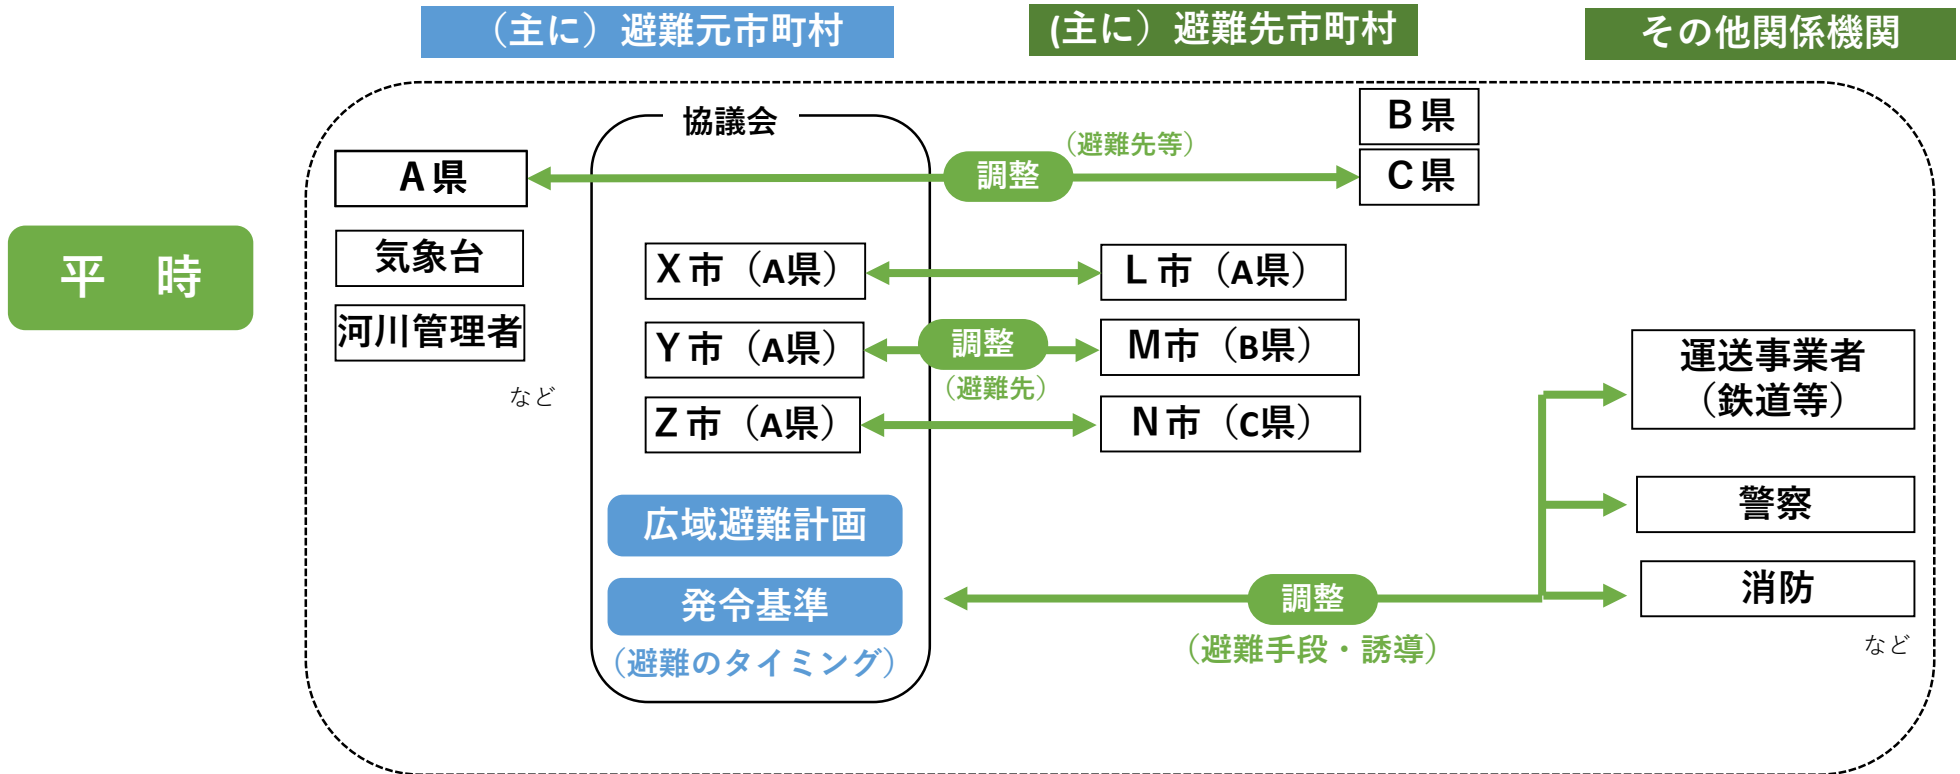 （主に）避難元市町村
(主に）避難先市町村
その他関係機関
平　時
協議会
A県
気象台
河川管理者
など
調整
（避難先等）
B県
C県
X市（A県）
L市（A県）
Y市（A県）
調整
（避難先）
M市（B県）
Z市（A県）
N市（C県）
広域避難計画
発令基準
（避難のタイミング）
調整
（避難手段・誘導）
運送事業者
（鉄道等）
警察
消防
など